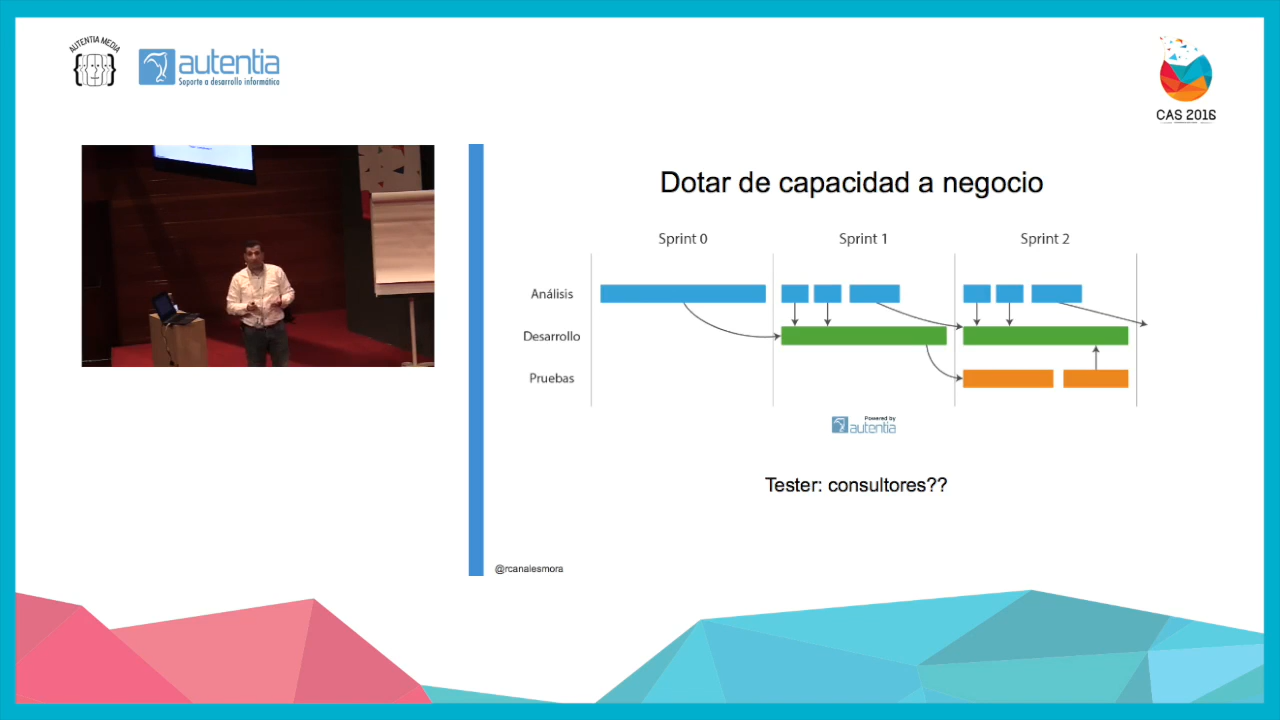 AUTENTIA MEDIA
autentia
Soporte a desarrollo informático
CAS 2016
Dotar de capacidad a negocio
Sprint 0
Sprint 1
Sprint 2
Análisis
Desarrollo
Pruebas
Powered by
autentia
Tester: consultores??
@rcanalesmora